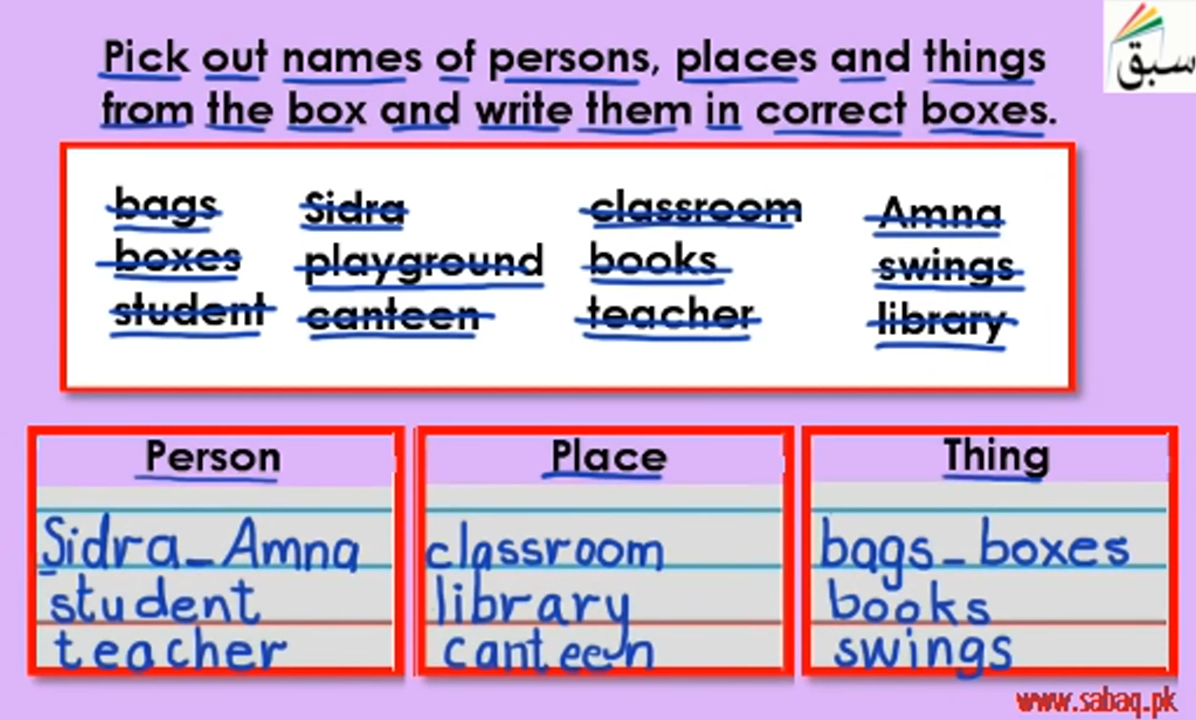 Pick out names of persons, places and things
from the box and write them in correct boxes.
سبق
bags Sidra classroom Amna
boxes playground books swings
student canteen teacher library
Person Place Thing
Sidra_Amna classroom bags_boxes
student library books
teacher canteen swings
www.sabaq.pk